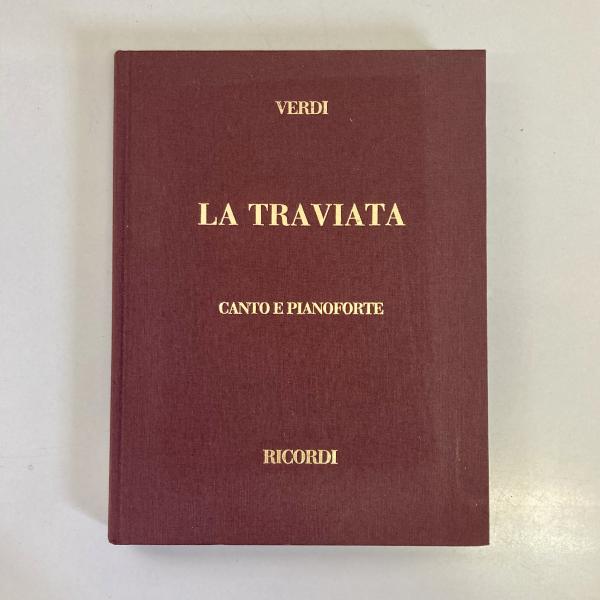 VERDI
LA TRAVIATA
CANTO E PIANOFORTE
RICORDI